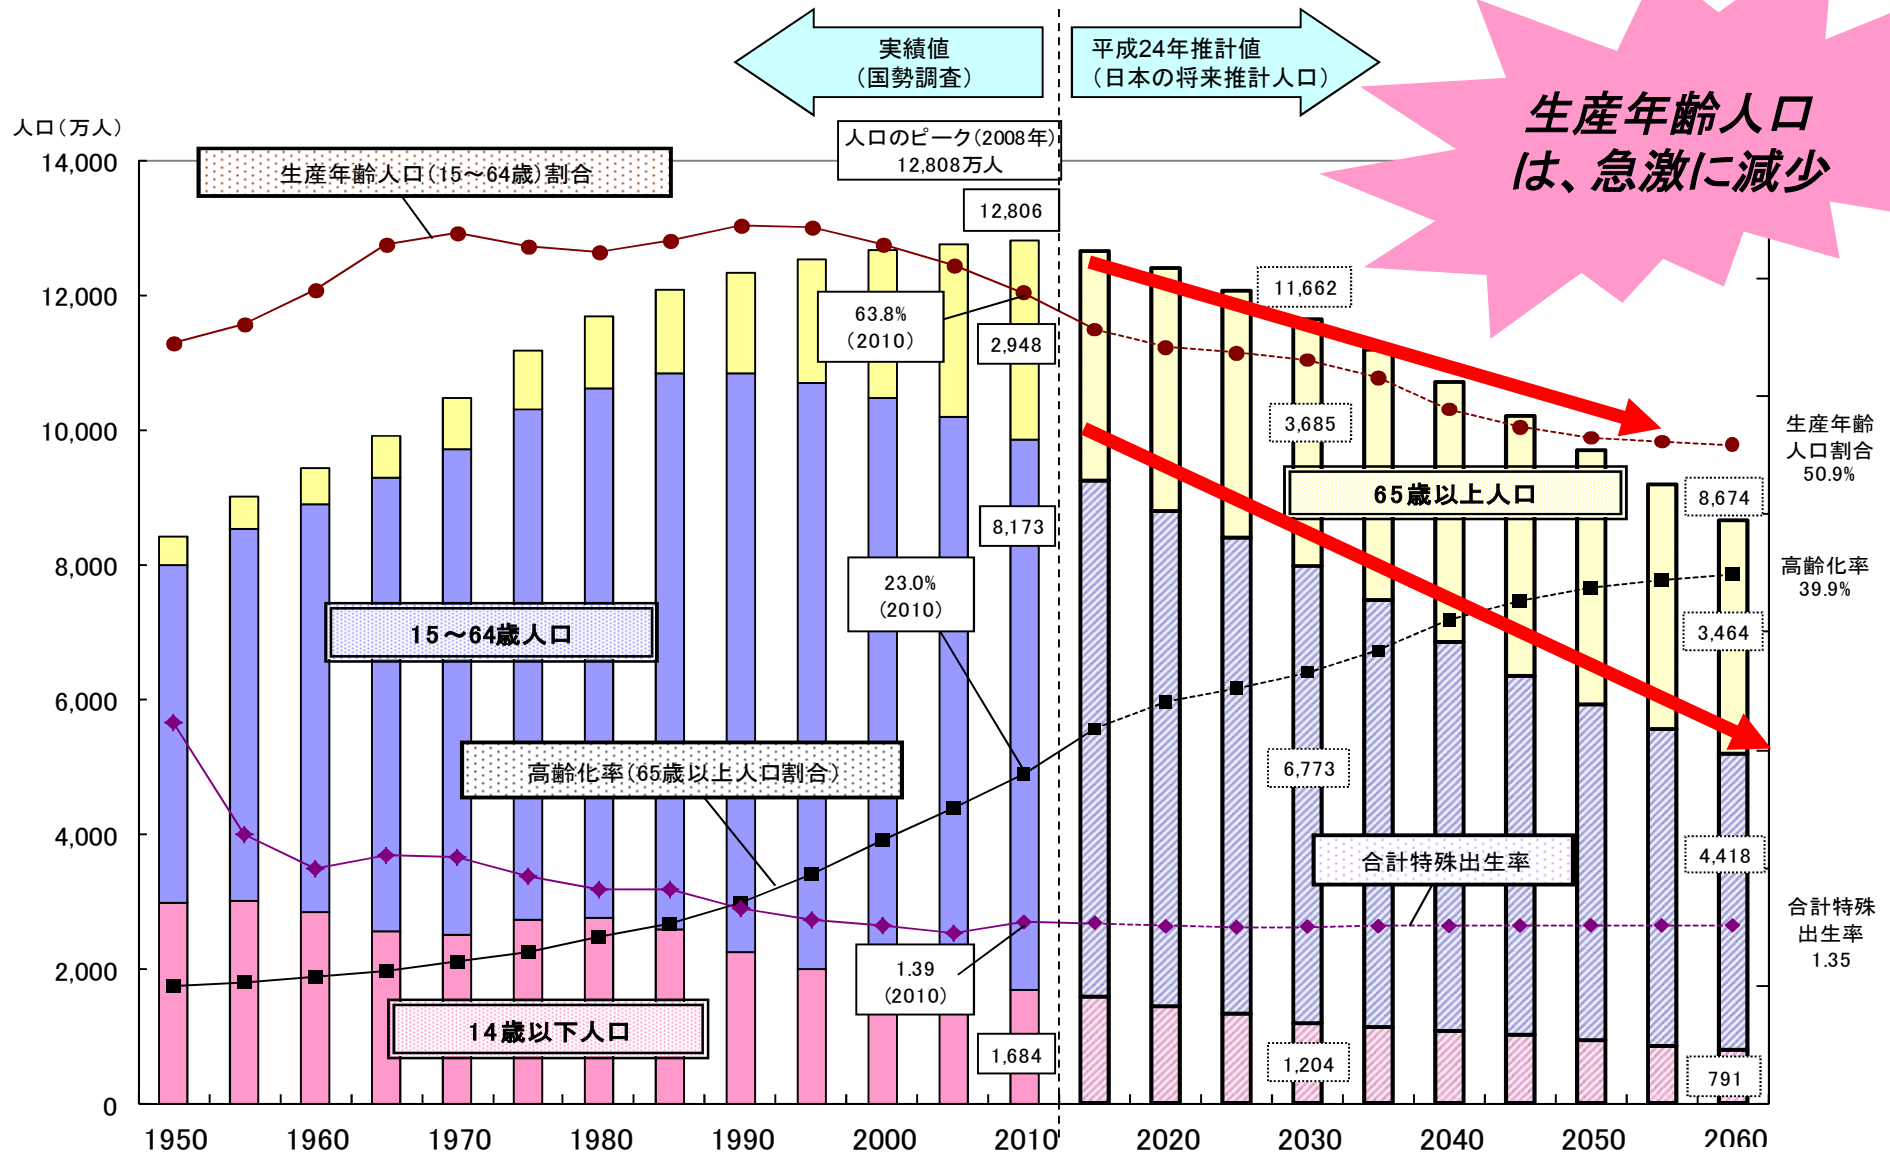 実績値
（国勢調査）
平成24年推計値
（日本の将来推計人口）
生産年齢人口
は、急激に減少
人口（万人）
人口のピーク（2008年）
12,808万人
生産年齢人口（15～64歳）割合
14,000
12,000
10,000
8,000
6,000
4,000
2,000
0
12,806
63.8%
（2010）
2,948
8,173
23.0%
（2010）
15～64歳人口
高齢化率（65歳以上人口割合）
14歳以下人口
1.39
(2010)
1,684
11,662
3,685
65歳以上人口
6,773
合計特殊出生率
1,204
生産年齢
人口割合
50.9%
8,674
高齢化率
39.9%
3,464
4,418
合計特殊
出生率
1.35
791
1950
1960
1970
1980
1990
2000
2010
2020
2030
2040
2050
2060